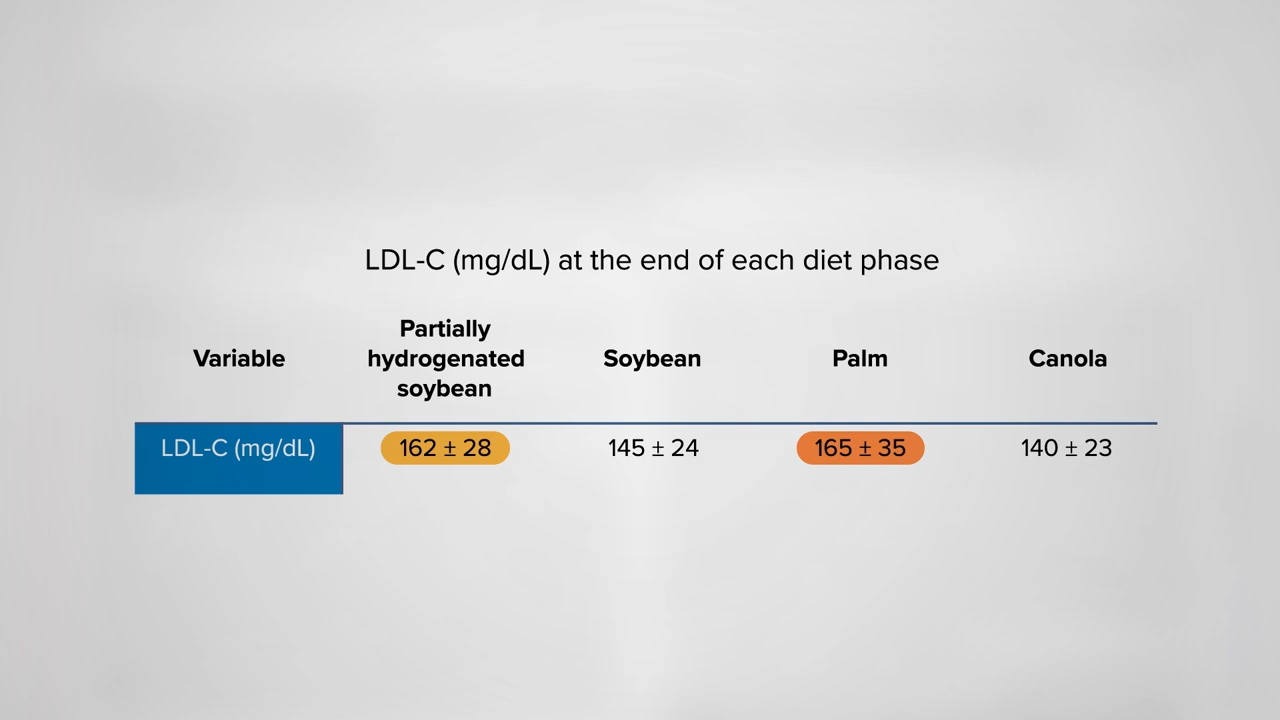 LDL-C (mg/dL) at the end of each diet phase
Variable
Partially
hydrogenated
soybean
Soybean
Palm
Canola
LDL-C (mg/dL)
162 ± 28
145 ± 24
165 ± 35
140 ± 23